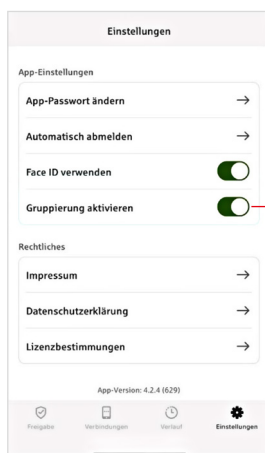 Einstellungen
App-Einstellungen
App-Passwort ändern
Automatisch abmelden
Face ID verwenden
Gruppierung aktivieren
Rechtliches
Impressum
Datenschutzerklärung
Lizenzbestimmungen
App-Version: 4.2.4 (629)
Freigabe Verbindungen Verlauf Einstellungen